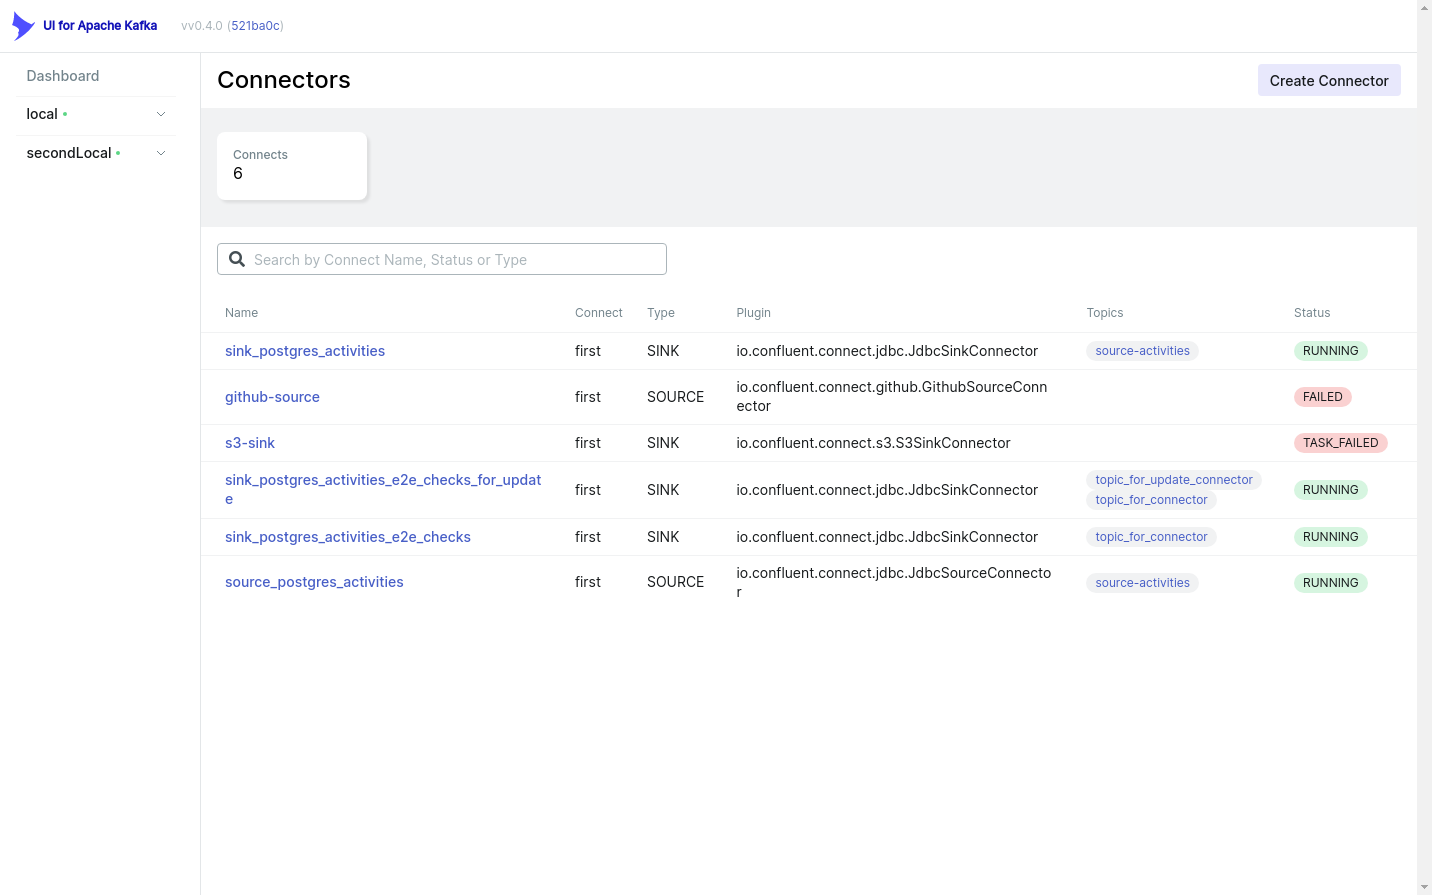 UI for Apache Kafka vv0.4.0 (521ba0c)
Dashboard
local
secondLocal
Connectors
Create Connector
Connects
6
Search by Connect Name, Status or Type
Name Connect Type Plugin Topics Status
sink_postgres_activities first SINK io.confluent.connect.jdbc.JdbcSinkConnector source-activities RUNNING
github-source first SOURCE io.confluent.connect.github.GithubSourceConn
ector FAILED
s3-sink first SINK io.confluent.connect.s3.S3SinkConnector TASK_FAILED
sink_postgres_activities_e2e_checks_for_updat
e first SINK io.confluent.connect.jdbc.JdbcSinkConnector topic_for_update_connector
topic_for_connector RUNNING
sink_postgres_activities_e2e_checks first SINK io.confluent.connect.jdbc.JdbcSinkConnector topic_for_connector RUNNING
source_postgres_activities first SOURCE io.confluent.connect.jdbc.JdbcSourceConnecto
r source-activities RUNNING